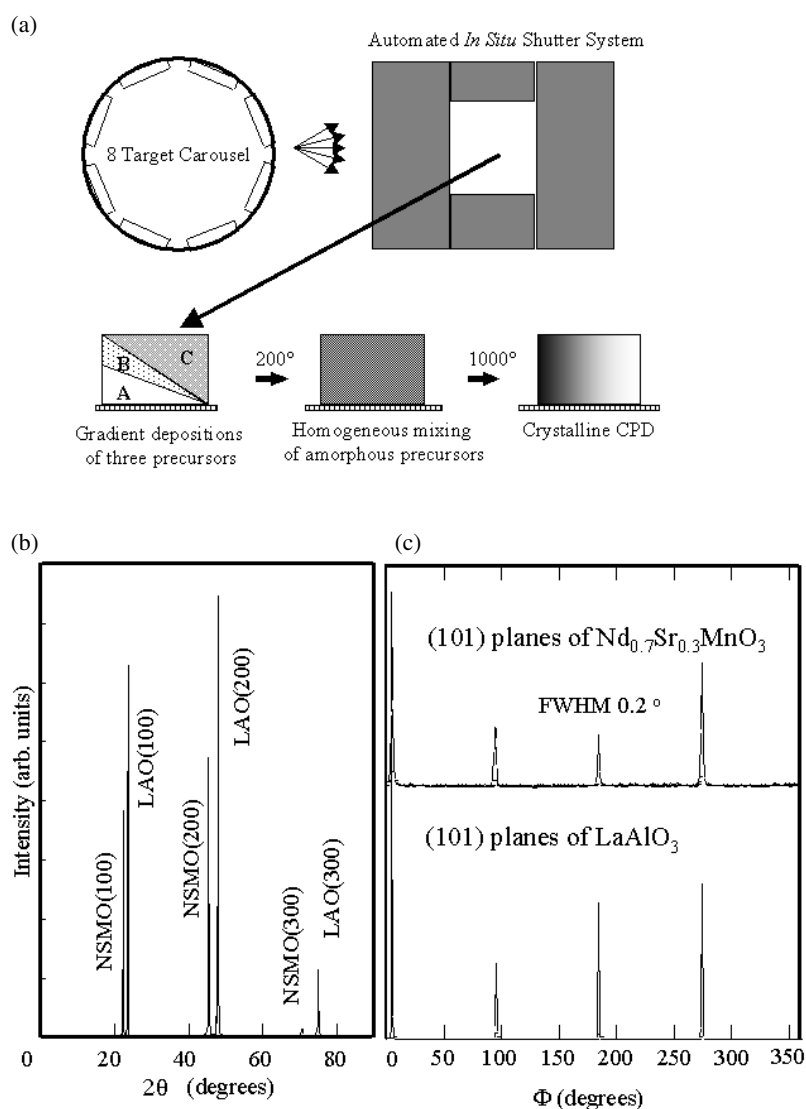 (a)
Automated In Situ Shutter System
8 Target Carousel
A
B
C
200°
1000°
Gradient depositions
of three precursors
Homogeneous mixing
of amorphous precursors
Crystalline CPD
(b)
Intensity (arb. units)
NSMO(100)
LAO(100)
NSMO(200)
LAO(200)
NSMO(300)
LAO(300)
0
20
40
60
80
2θ (degrees)
(c)
(101) planes of Nd₀.₇Sr₀.₃MnO₃
FWHM 0.2 °
(101) planes of LaAlO₃
0
50
100
150
200
250
300
350
Φ (degrees)